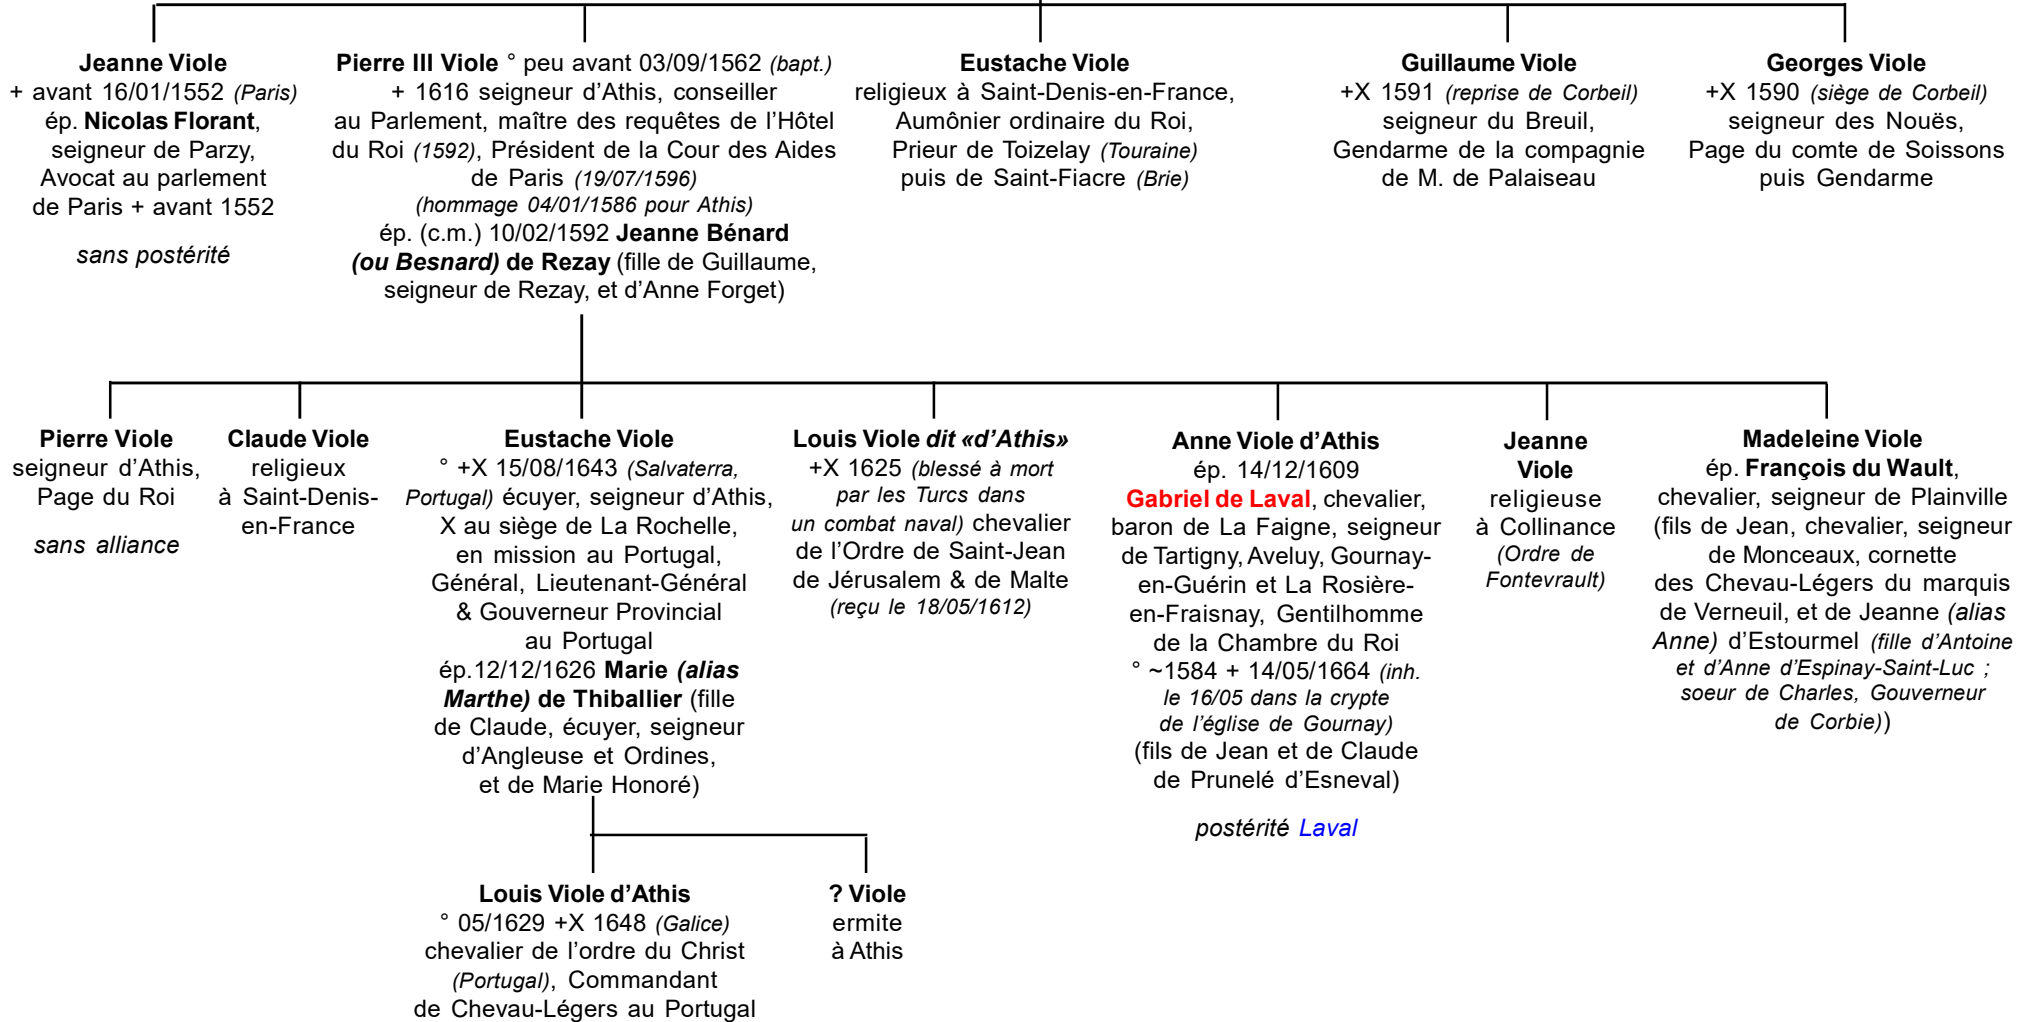 Jeanne Viole
+ avant 16/01/1552 (Paris)
ép. Nicolas Florant,
seigneur de Parzy,
Avocat au parlement
de Paris + avant 1552
sans postérité
Pierre III Viole ° peu avant 03/09/1562 (bapt.)
+ 1616 seigneur d’Athis, conseiller
au Parlement, maître des requêtes de l’Hôtel
du Roi (1592), Président de la Cour des Aides
de Paris (19/07/1596)
(hommage 04/01/1586 pour Athis)
ép. (c.m.) 10/02/1592 Jeanne Bénard
(ou Besnard) de Rezay (fille de Guillaume,
seigneur de Rezay, et d’Anne Forget)
Eustache Viole
religieux à Saint-Denis-en-France,
Aumônier ordinaire du Roi,
Prieur de Toizelay (Touraine)
puis de Saint-Fiacre (Brie)
Guillaume Viole
+X 1591 (reprise de Corbeil)
seigneur du Breuil,
Gendarme de la compagnie
de M. de Palaiseau
Georges Viole
+X 1590 (siège de Corbeil)
seigneur des Nouës,
Page du comte de Soissons
puis Gendarme
Pierre Viole
seigneur d’Athis,
Page du Roi
sans alliance
Claude Viole
religieux
à Saint-Denis-
en-France
Eustache Viole
° +X 15/08/1643 (Salvaterra,
Portugal) écuyer, seigneur d’Athis,
X au siège de La Rochelle,
en mission au Portugal,
Général, Lieutenant-Général
& Gouverneur Provincial
au Portugal
ép.12/12/1626 Marie (alias
Marthe) de Thiballier (fille
de Claude, écuyer, seigneur
d’Angleuse et Ordines,
et de Marie Honoré)
Louis Viole dit «d’Athis»
+X 1625 (blessé à mort
par les Turcs dans
un combat naval) chevalier
de l’Ordre de Saint-Jean
de Jérusalem & de Malte
(reçu le 18/05/1612)
Anne Viole d’Athis
ép. 14/12/1609
Gabriel de Laval, chevalier,
baron de La Faigne, seigneur
de Tartigny, Aveluy, Gournay-
en-Guérin et La Rosière-
en-Fraisnay, Gentilhomme
de la Chambre du Roi
° ~1584 + 14/05/1664 (inh.
le 16/05 dans la crypte
de l’église de Gournay)
(fils de Jean et de Claude
de Prunelé d’Esneval)
postérité Laval
Jeanne
Viole
religieuse
à Collinance
(Ordre de
Fontevrault)
Madeleine Viole
ép. François du Wault,
chevalier, seigneur de Plainville
(fils de Jean, chevalier, seigneur
de Monceaux, cornette
des Chevau-Légers du marquis
de Verneuil, et de Jeanne (alias
Anne) d’Estourmel (fille d’Antoine
et d’Anne d’Espinay-Saint-Luc ;
soeur de Charles, Gouverneur
de Corbie))
Louis Viole d’Athis
° 05/1629 +X 1648 (Galice)
chevalier de l’ordre du Christ
(Portugal), Commandant
de Chevau-Légers au Portugal
? Viole
ermite
à Athis